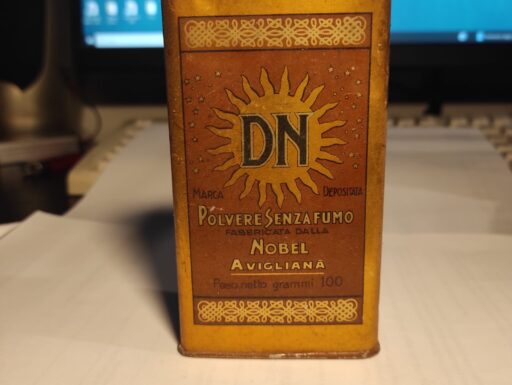 DN
MARCA DEPOSITATA
POLVERE SENZA FUMO
FABBRICATA DALLA
NOBEL
AVIGLIANA
Peso netto grammi 100